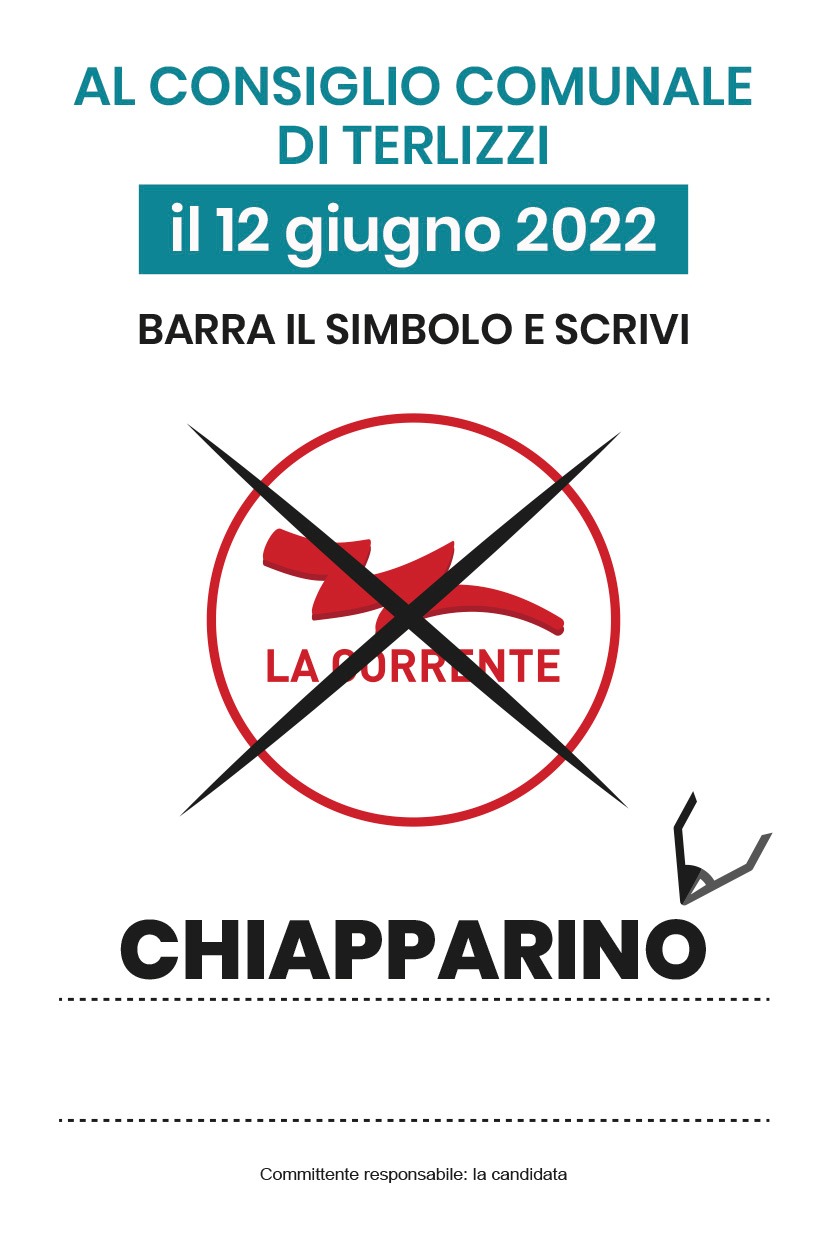 AL CONSIGLIO COMUNALE
DI TERLIZZI
il 12 giugno 2022
BARRA IL SIMBOLO E SCRIVI
LA CORRENTE
CHIAPPARINO
Committente responsabile: la candidata